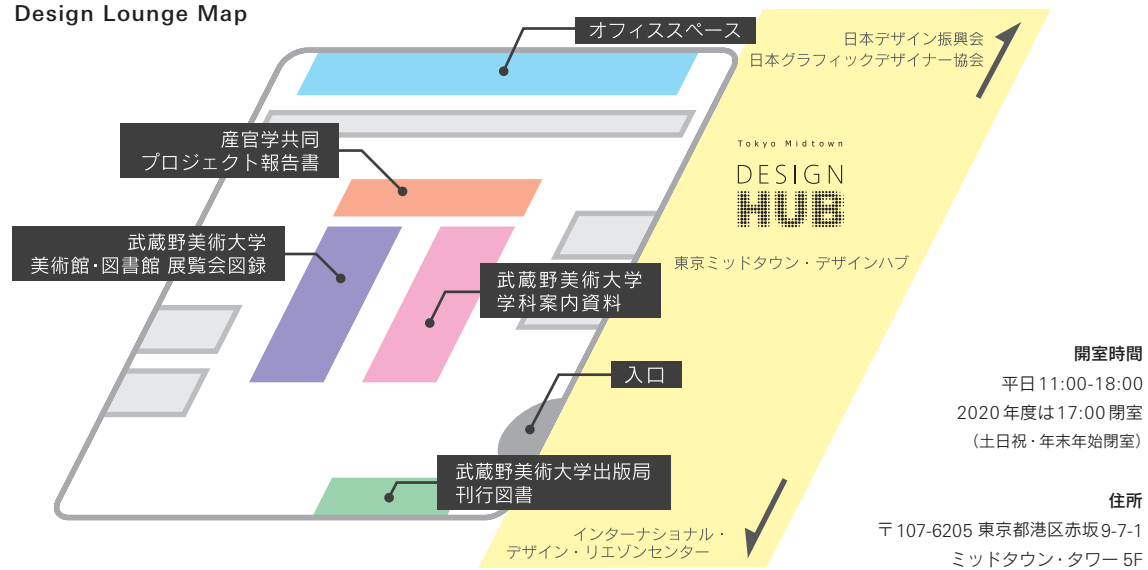 Design Lounge Map
オフィススペース
日本デザイン振興会
日本グラフィックデザイナー協会
産官学共同
プロジェクト報告書
Tokyo Midtown
DESIGN
HUB
東京ミッドタウン・デザインハブ
武蔵野美術大学
美術館・図書館 展覧会図録
武蔵野美術大学
学科案内資料
入口
武蔵野美術大学出版局
刊行図書
インターナショナル・
デザイン・リエゾンセンター
開室時間
平日11:00-18:00
2020年度は17:00閉室
（土日祝・年末年始閉室）
住所
〒107-6205 東京都港区赤坂9-7-1
ミッドタウン・タワー 5F